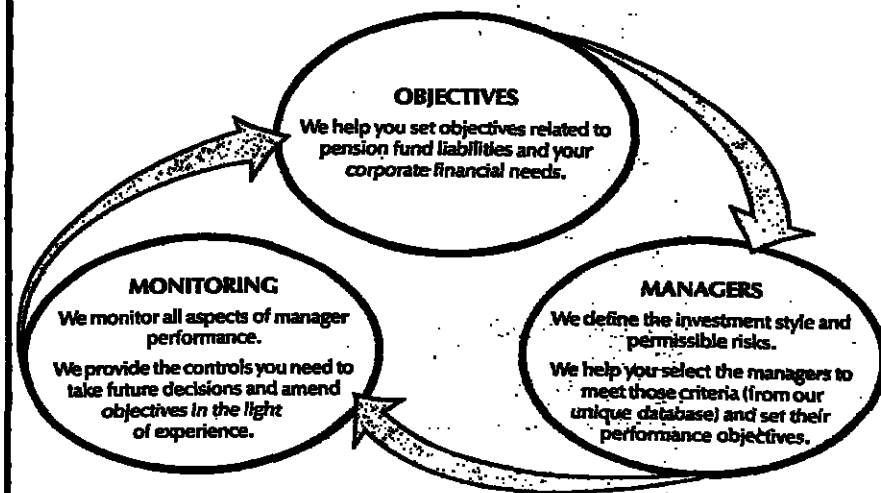 OBJECTIVES
We help you set objectives related to
pension fund liabilities and your
corporate financial needs.
MONITORING
We monitor all aspects of manager
performance.
We provide the controls you need to
take future decisions and amend
objectives in the light
of experience.
MANAGERS
We define the investment style and
permissible risks.
We help you select the managers to
meet those criteria (from our
unique database) and set their
performance objectives.